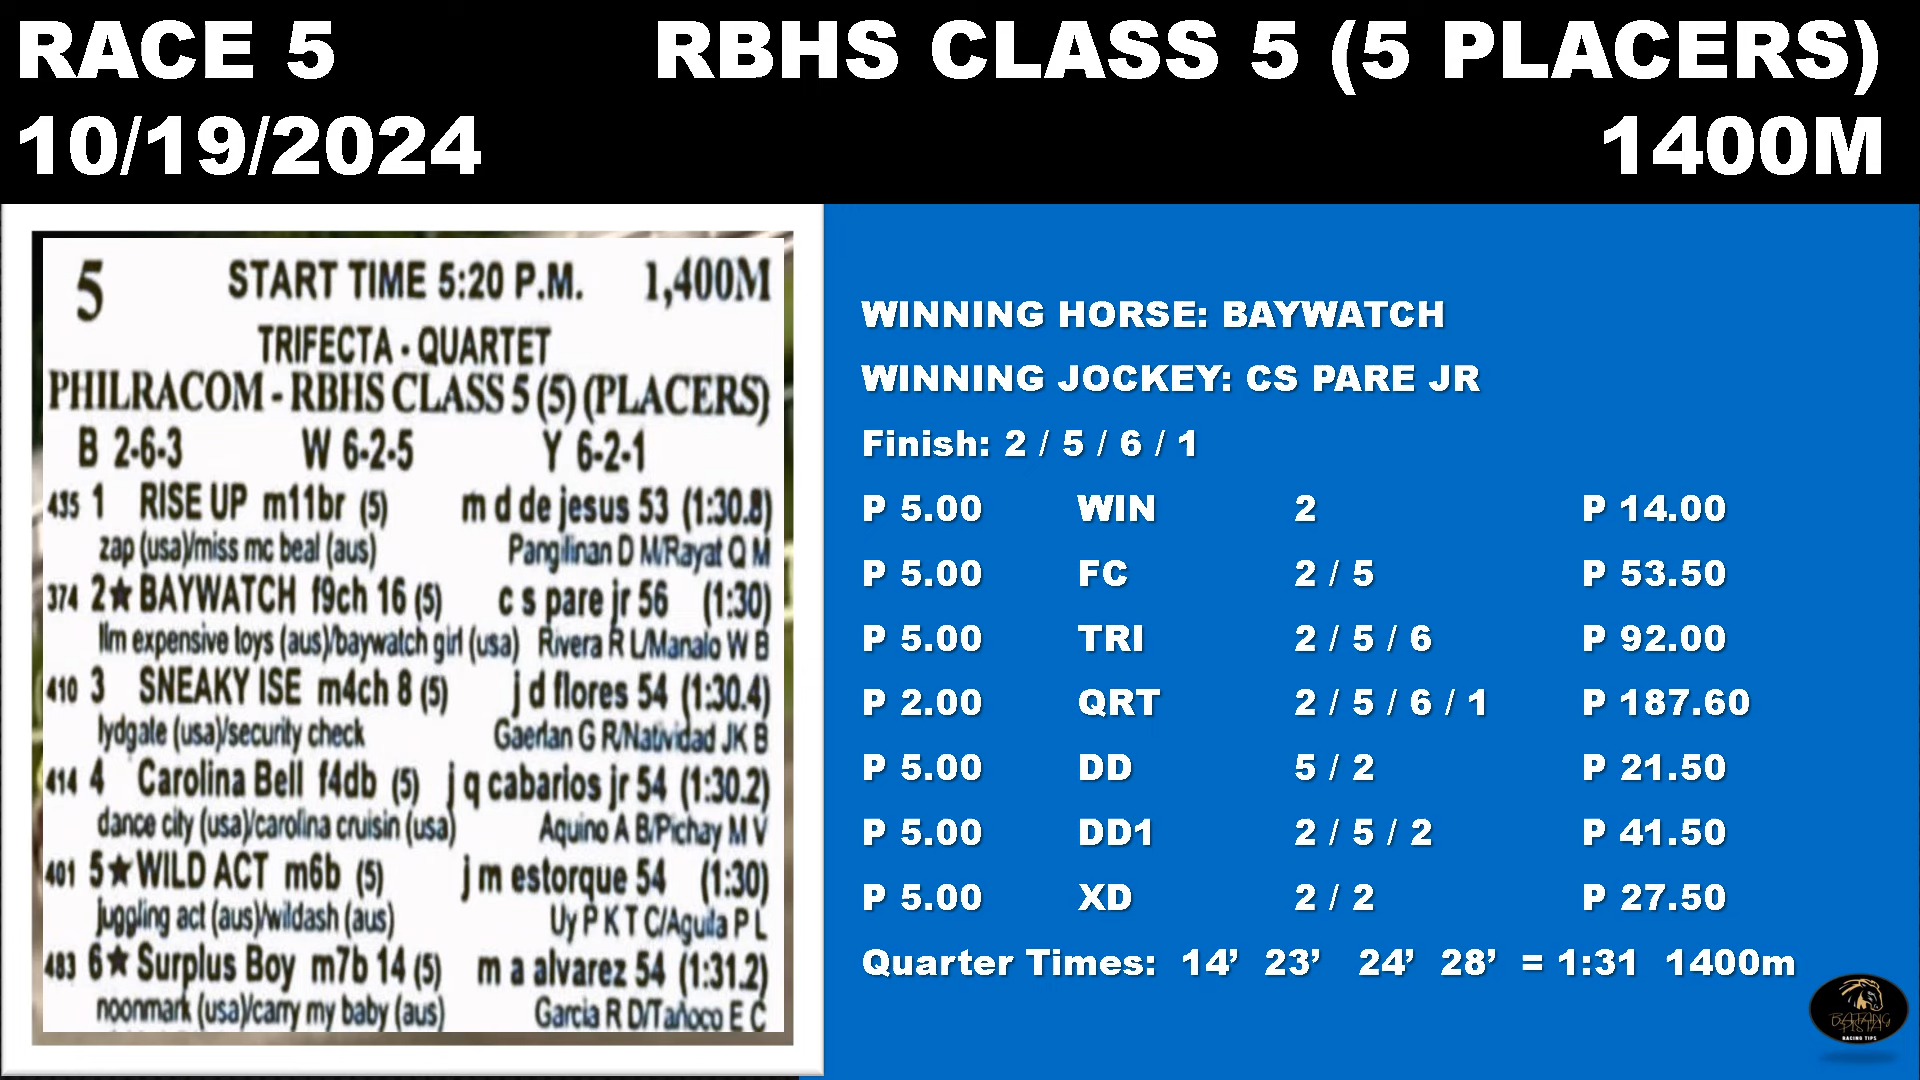 RACE 5 RBHS CLASS 5 (5 PLACERS)
10/19/2024 1400M
5 START TIME 5:20 P.M. 1,400M
TRIFECTA - QUARTET
PHILRACOM - RBHS CLASS 5 (5) (PLACERS)
B 2-6-3 W 6-2-5 Y 6-2-1
435 1 RISE UP m11br (5) m d de jesus 53 (1:30.8)
zap (usa)/miss mc beal (aus) Pangilinan D M/Rayat Q M
374 2★ BAYWATCH f9ch 16 (5) c s pare jr 56 (1:30)
expensive toys (aus)/baywatch girl (usa) Rivera R L/Manalo W B
410 3 SNEAKY ISE m4ch 8 (5) j d flores 54 (1:30.4)
lydgate (usa)/security check Gaerlan G R/Natividad JK B
414 4 Carolina Bell f4db (5) j q cabarios jr 54 (1:30.2)
dance city (usa)/carolina cruisin (usa) Aquino A B/Pichay M V
401 5★ WILD ACT m6b (5) j m estorque 54 (1:30)
juggling act (aus)/wildash (aus) Uy P K T C/Aguila P L
483 6★ Surplus Boy m7b 14 (5) m a alvarez 54 (1:31.2)
noonmark (usa)/carry my baby (aus) Garcia R D/Tañoco E C
WINNING HORSE: BAYWATCH
WINNING JOCKEY: CS PARE JR
Finish: 2 / 5 / 6 / 1
P 5.00 WIN 2 P 14.00
P 5.00 FC 2 / 5 P 53.50
P 5.00 TRI 2 / 5 / 6 P 92.00
P 2.00 QRT 2 / 5 / 6 / 1 P 187.60
P 5.00 DD 5 / 2 P 21.50
P 5.00 DD1 2 / 5 / 2 P 41.50
P 5.00 XD 2 / 2 P 27.50
Quarter Times: 14’ 23’ 24’ 28’ = 1:31 1400m
BATANG
PISTA
RACING TIPS